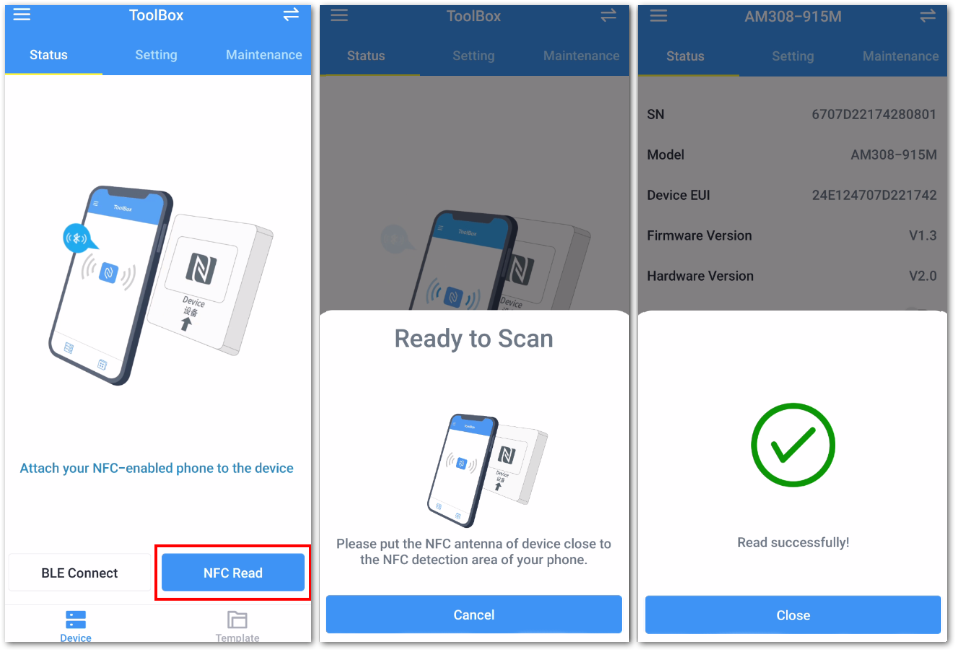 ToolBox
Status Setting Maintenance
ToolBox
Device
设备
Attach your NFC-enabled phone to the device
BLE Connect NFC Read
Device Template
ToolBox
Status Setting Maintenance
ToolBox
Ready to Scan
ToolBox
Device
设备
Please put the NFC antenna of device close to
the NFC detection area of your phone.
Cancel
AM308-915M
Status Setting Maintenance
SN 6707D22174280801
Model AM308-915M
Device EUI 24E124707D221742
Firmware Version V1.3
Hardware Version V2.0
Read successfully!
Close